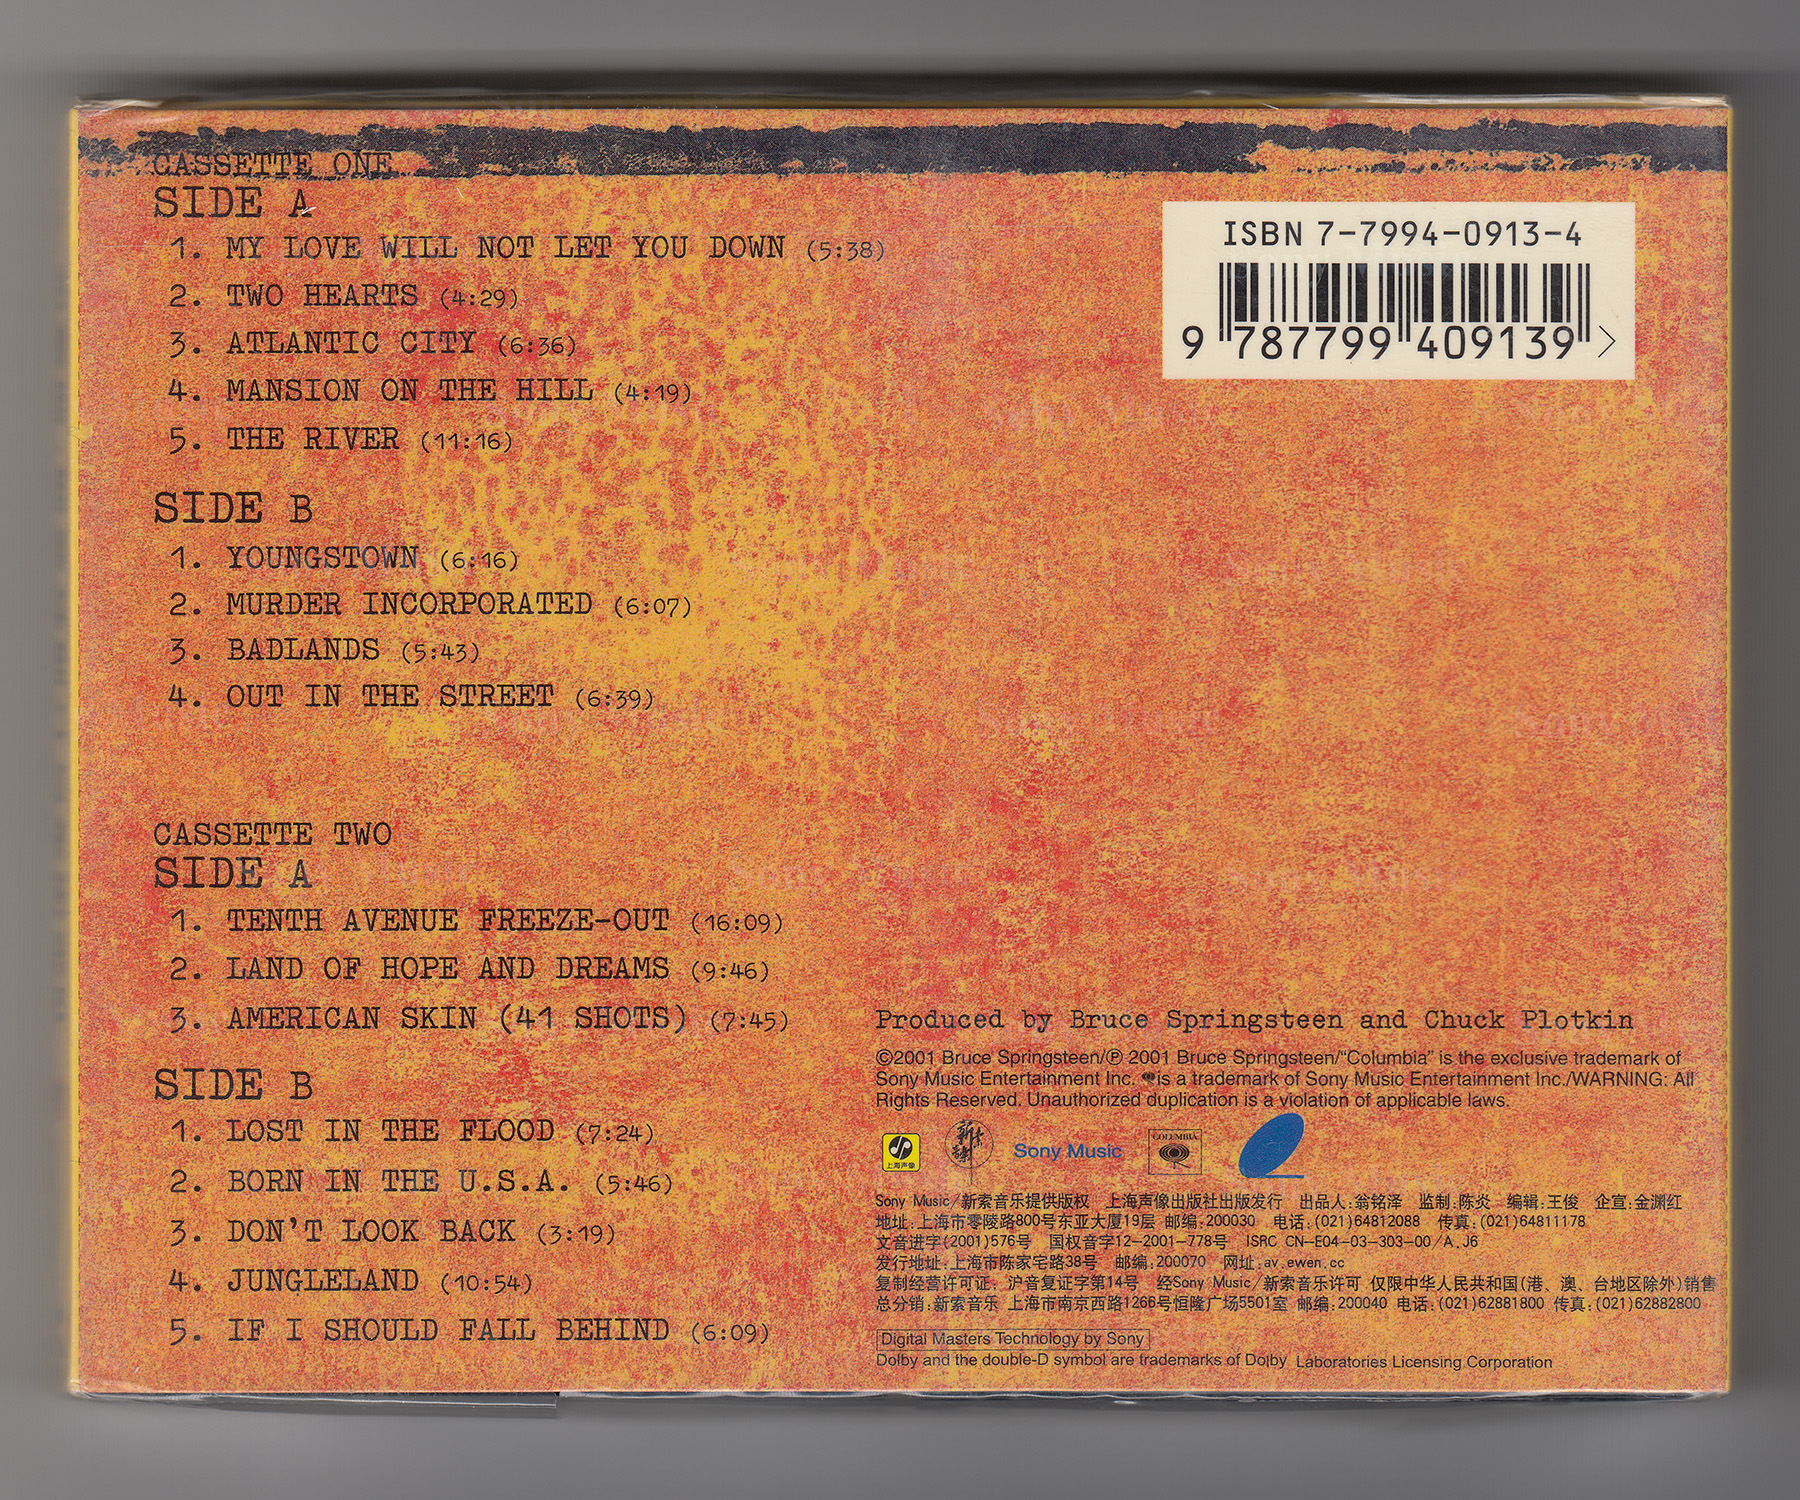 CASSETTE ONE
SIDE A
1. MY LOVE WILL NOT LET YOU DOWN (5:38)
2. TWO HEARTS (4:29)
3. ATLANTIC CITY (6:36)
4. MANSION ON THE HILL (4:19)
5. THE RIVER (11:16)
SIDE B
1. YOUNGSTOWN (6:16)
2. MURDER INCORPORATED (6:07)
3. BADLANDS (5:43)
4. OUT IN THE STREET (6:39)
CASSETTE TWO
SIDE A
1. TENTH AVENUE FREEZE-OUT (16:09)
2. LAND OF HOPE AND DREAMS (9:46)
3. AMERICAN SKIN (41 SHOTS) (7:45)
SIDE B
1. LOST IN THE FLOOD (7:24)
2. BORN IN THE U.S.A. (5:46)
3. DON'T LOOK BACK (3:19)
4. JUNGLELAND (10:54)
5. IF I SHOULD FALL BEHIND (6:09)
ISBN 7-7994-0913-4
9 787799 409139 >
Produced by Bruce Springsteen and Chuck Plotkin
©2001 Bruce Springsteen/℗ 2001 Bruce Springsteen/"Columbia" is the exclusive trademark of
Sony Music Entertainment Inc. is a trademark of Sony Music Entertainment Inc./WARNING: All
Rights Reserved. Unauthorized duplication is a violation of applicable laws.
上海声像 Sony Music COLUMBIA
Sony Music/新索音乐提供版权 上海声像出版社出版发行 出品人:翁铭泽 监制:陈炎 编辑:王俊 企宣:金渊红
地址:上海市零陵路800号东亚大厦19层 邮编:200030 电话:(021)64812088 传真:(021)64811178
文音进字(2001)576号 国权音字12-2001-778号 ISRC CN-E04-03-303-00/A.J6
发行地址:上海市陈家宅路38号 邮编:200070 网址:av.ewen.cc
复制经营许可证: 沪音复证字第14号 经Sony Music/新索音乐许可 仅限中华人民共和国(港、澳、台地区除外)销售
总分销:新索音乐 上海市南京西路1266号恒隆广场5501室 邮编:200040 电话:(021)62881800 传真:(021)62882800
Digital Masters Technology by Sony
Dolby and the double-D symbol are trademarks of Dolby Laboratories Licensing Corporation